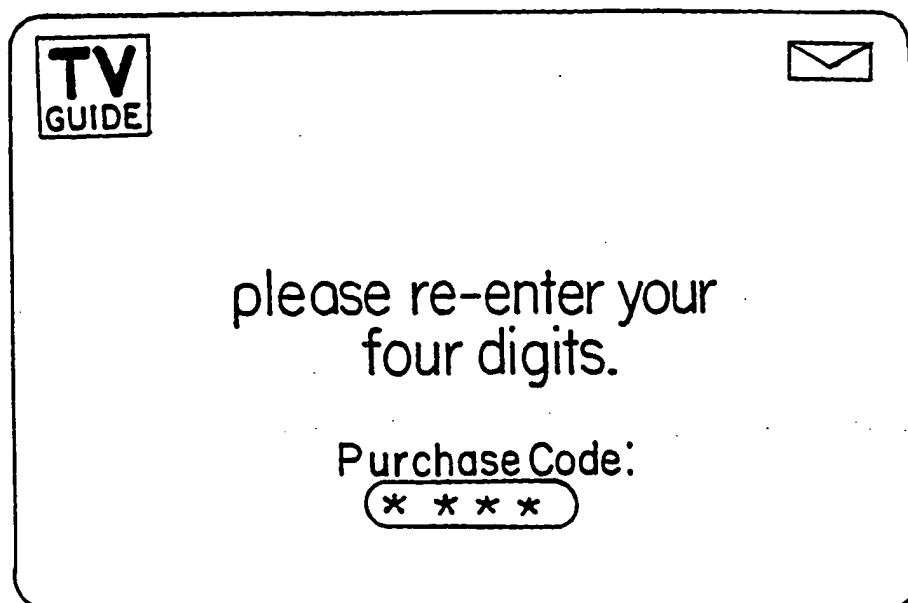 TV
GUIDE
please re-enter your
four digits.
Purchase Code:
* * * *